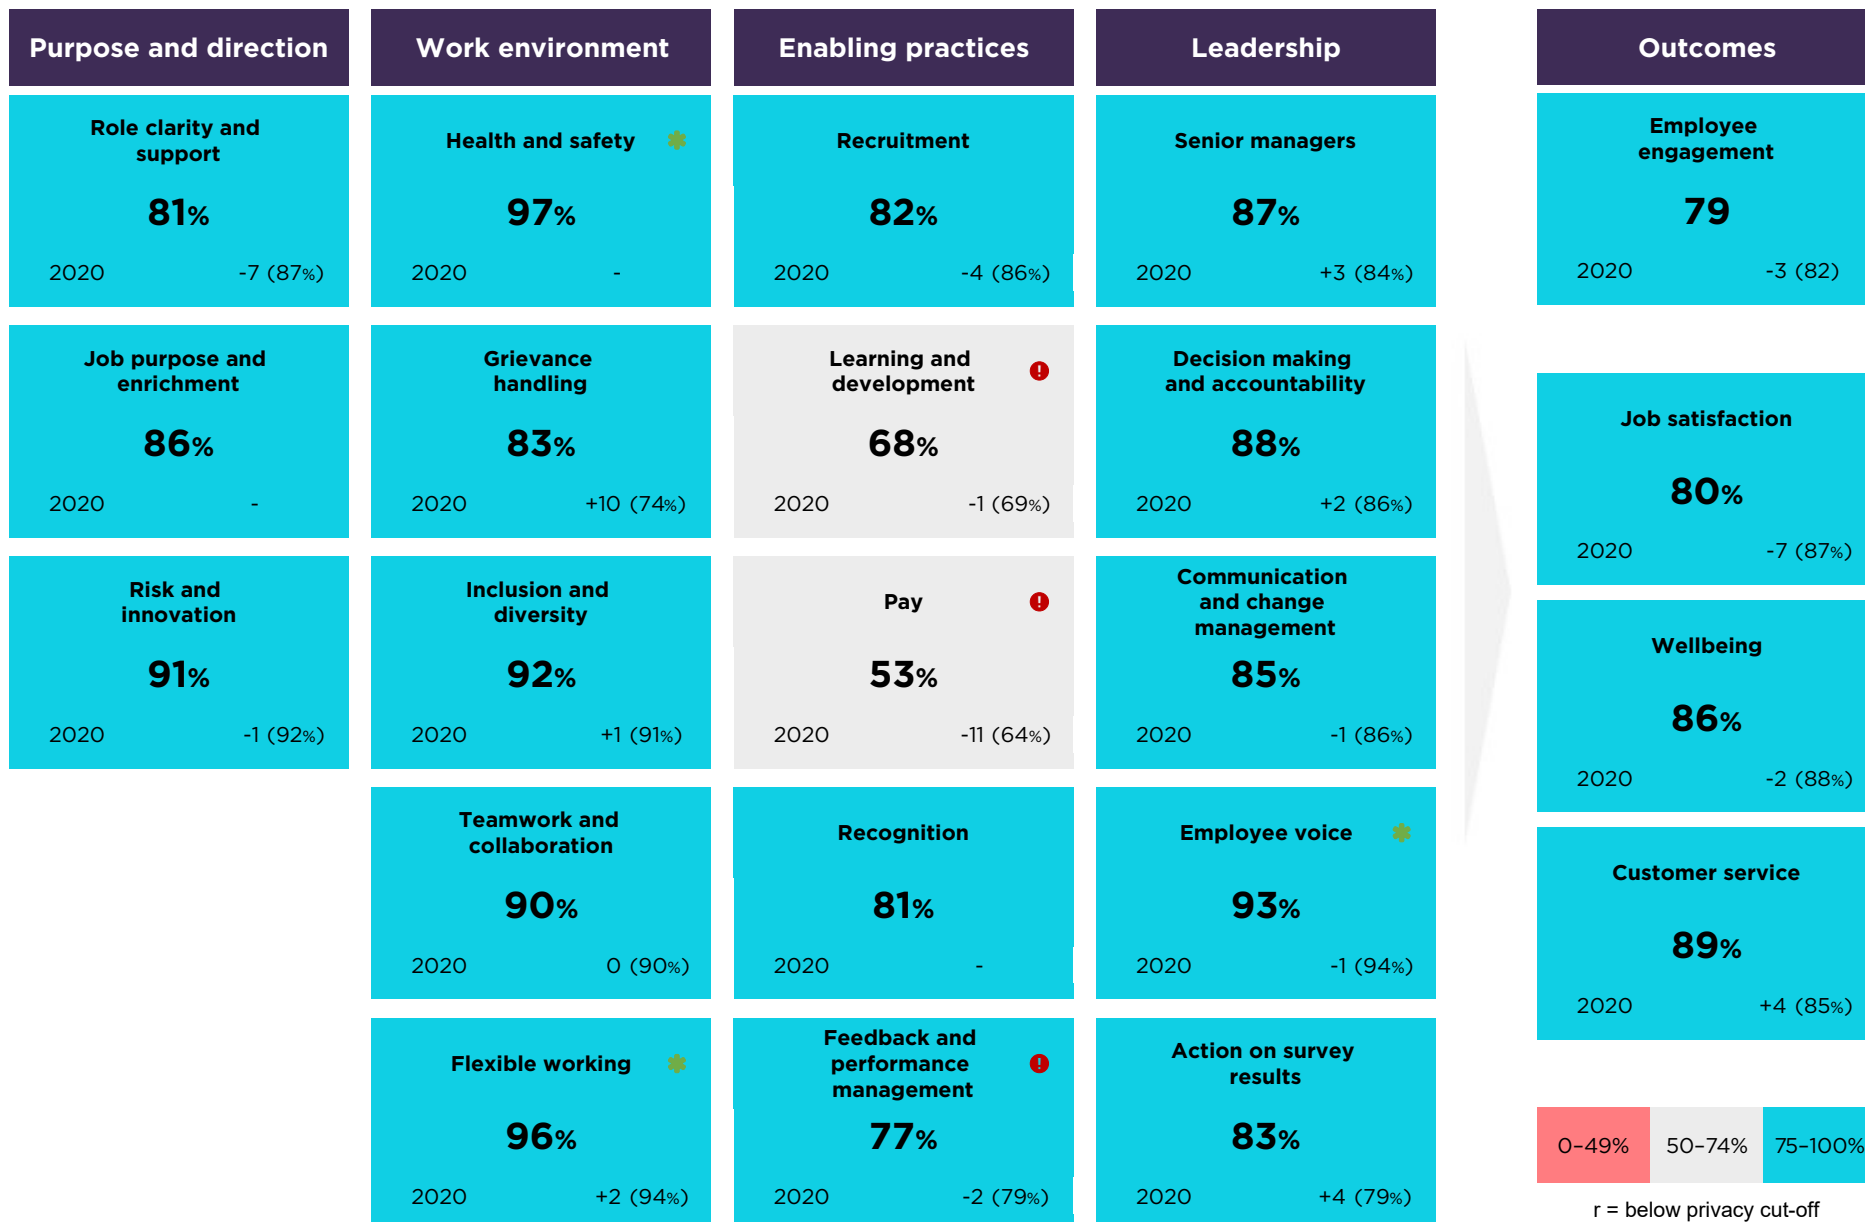 Purpose and direction
Role clarity and
support
81%
2020 -7 (87%)
Job purpose and
enrichment
86%
2020 -
Risk and
innovation
91%
2020 -1 (92%)
Work environment
Health and safety
97%
2020 -
Grievance
handling
83%
2020 +10 (74%)
Inclusion and
diversity
92%
2020 +1 (91%)
Teamwork and
collaboration
90%
2020 0 (90%)
Flexible working
96%
2020 +2 (94%)
Enabling practices
Recruitment
82%
2020 -4 (86%)
Learning and
development
!
68%
2020 -1 (69%)
Pay !
53%
2020 -11 (64%)
Recognition
81%
2020 -
Feedback and
performance
management
!
77%
2020 -2 (79%)
Leadership
Senior managers
87%
2020 +3 (84%)
Decision making
and accountability
88%
2020 +2 (86%)
Communication
and change
management
85%
2020 -1 (86%)
Employee voice
93%
2020 -1 (94%)
Action on survey
results
83%
2020 +4 (79%)
Outcomes
Employee
engagement
79
2020 -3 (82)
Job satisfaction
80%
2020 -7 (87%)
Wellbeing
86%
2020 -2 (88%)
Customer service
89%
2020 +4 (85%)
0-49% 50-74% 75-100%
r = below privacy cut-off